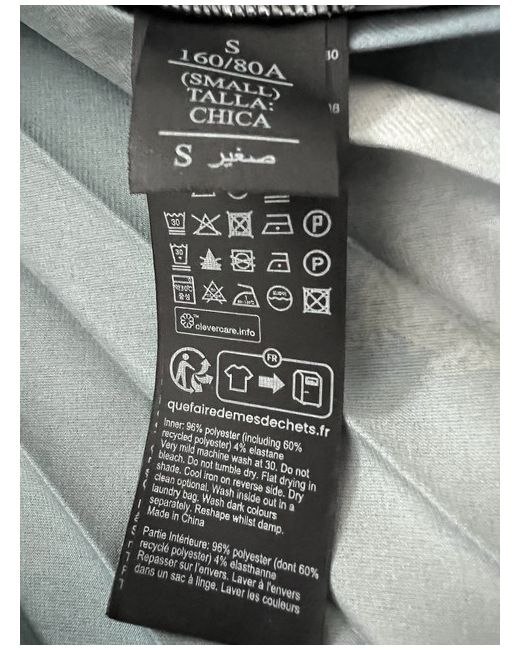 S
160/80A
(SMALL)
TALLA:
CHICA
S صغير
30
30
clevercare.info
FR
quefairedemesdechets.fr
Inner: 96% polyester (including 60%
recycled polyester) 4% elastane
Very mild machine wash at 30. Do not
bleach. Do not tumble dry. Flat drying in
shade. Cool iron on reverse side. Dry
clean optional. Wash inside out in a
laundry bag. Wash dark colours
separately. Reshape whilst damp.
Made in China
Partie Intérieure: 96% polyester (dont 60%
recyclé polyester) 4% elasthanne
Repasser sur l'envers. Laver à l'envers
dans un sac à linge. Laver les couleurs